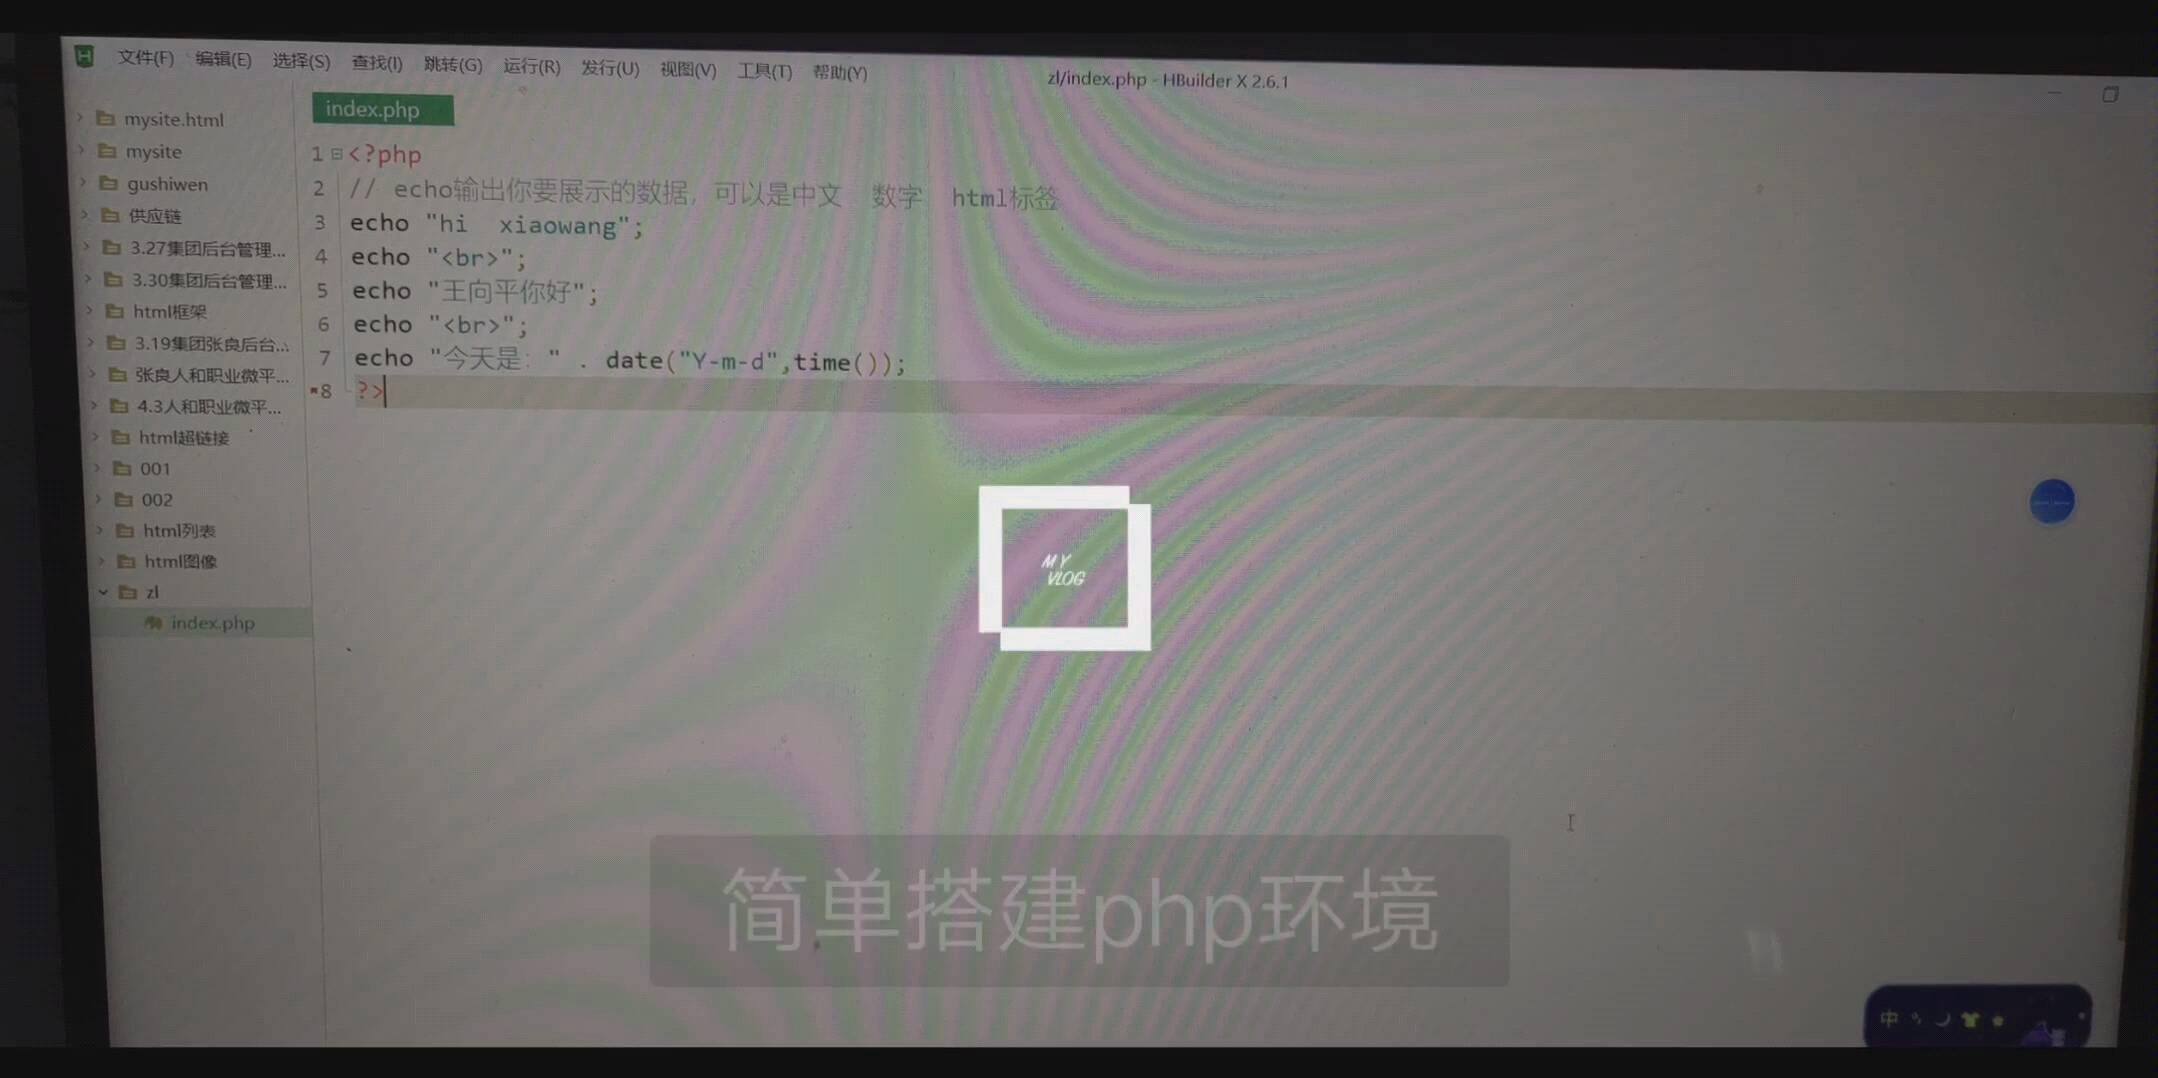 文件(F) 编辑(E) 选择(S) 查找(I) 跳转(G) 运行(R) 发行(U) 视图(V) 工具(T) 帮助(Y)
zl/index.php - HBuilder X 2.6.1
mysite.html
mysite
gushiwen
供应链
3.27集团后台管理...
3.30集团后台管理...
html框架
3.19集团张良后台...
张良人和职业微平...
4.3人和职业微平...
html超链接
001
002
html列表
html图像
zl
index.php
index.php
1 <?php
2 // echo输出你要展示的数据，可以是中文 数字 html标签
3 echo "hi xiaowang";
4 echo "<br>";
5 echo "王向平你好";
6 echo "<br>";
7 echo "今天是：" . date("Y-m-d",time());
8 ?>
MY
VLOG
简单搭建php环境
中